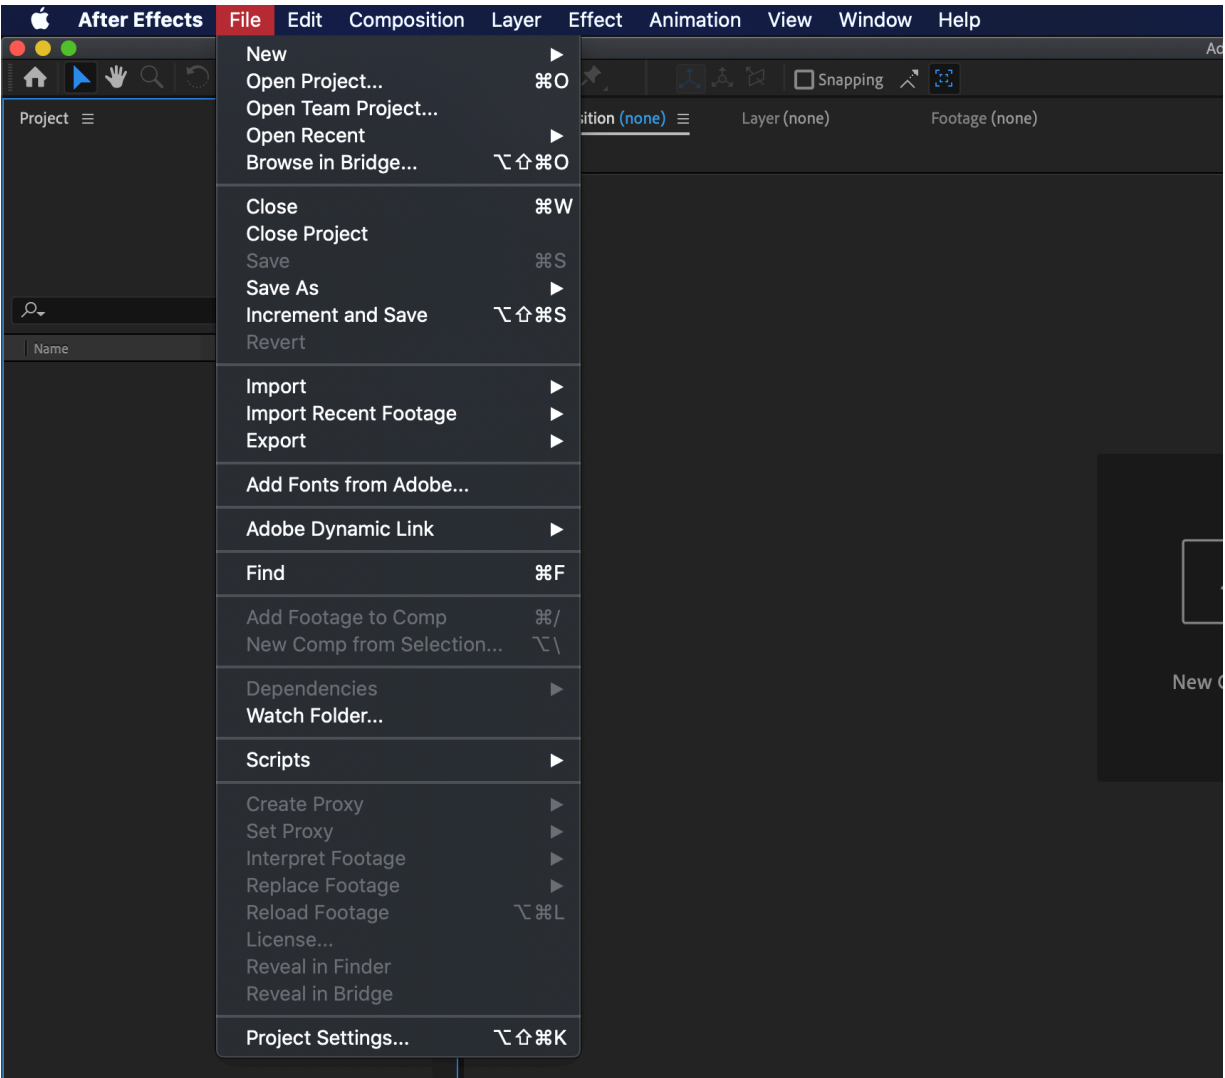 After Effects File Edit Composition Layer Effect Animation View Window Help
Ad
Snapping
Project
sition (none)
Layer (none)
Footage (none)
Name
New
Open Project... ⌘O
Open Team Project...
Open Recent
Browse in Bridge... ⌥⇧⌘O
Close ⌘W
Close Project
Save ⌘S
Save As
Increment and Save ⌥⇧⌘S
Revert
Import
Import Recent Footage
Export
Add Fonts from Adobe...
Adobe Dynamic Link
Find ⌘F
Add Footage to Comp ⌘/
New Comp from Selection... ⌥\
Dependencies
Watch Folder...
Scripts
Create Proxy
Set Proxy
Interpret Footage
Replace Footage
Reload Footage ⌥⌘L
License...
Reveal in Finder
Reveal in Bridge
Project Settings... ⌥⇧⌘K
New